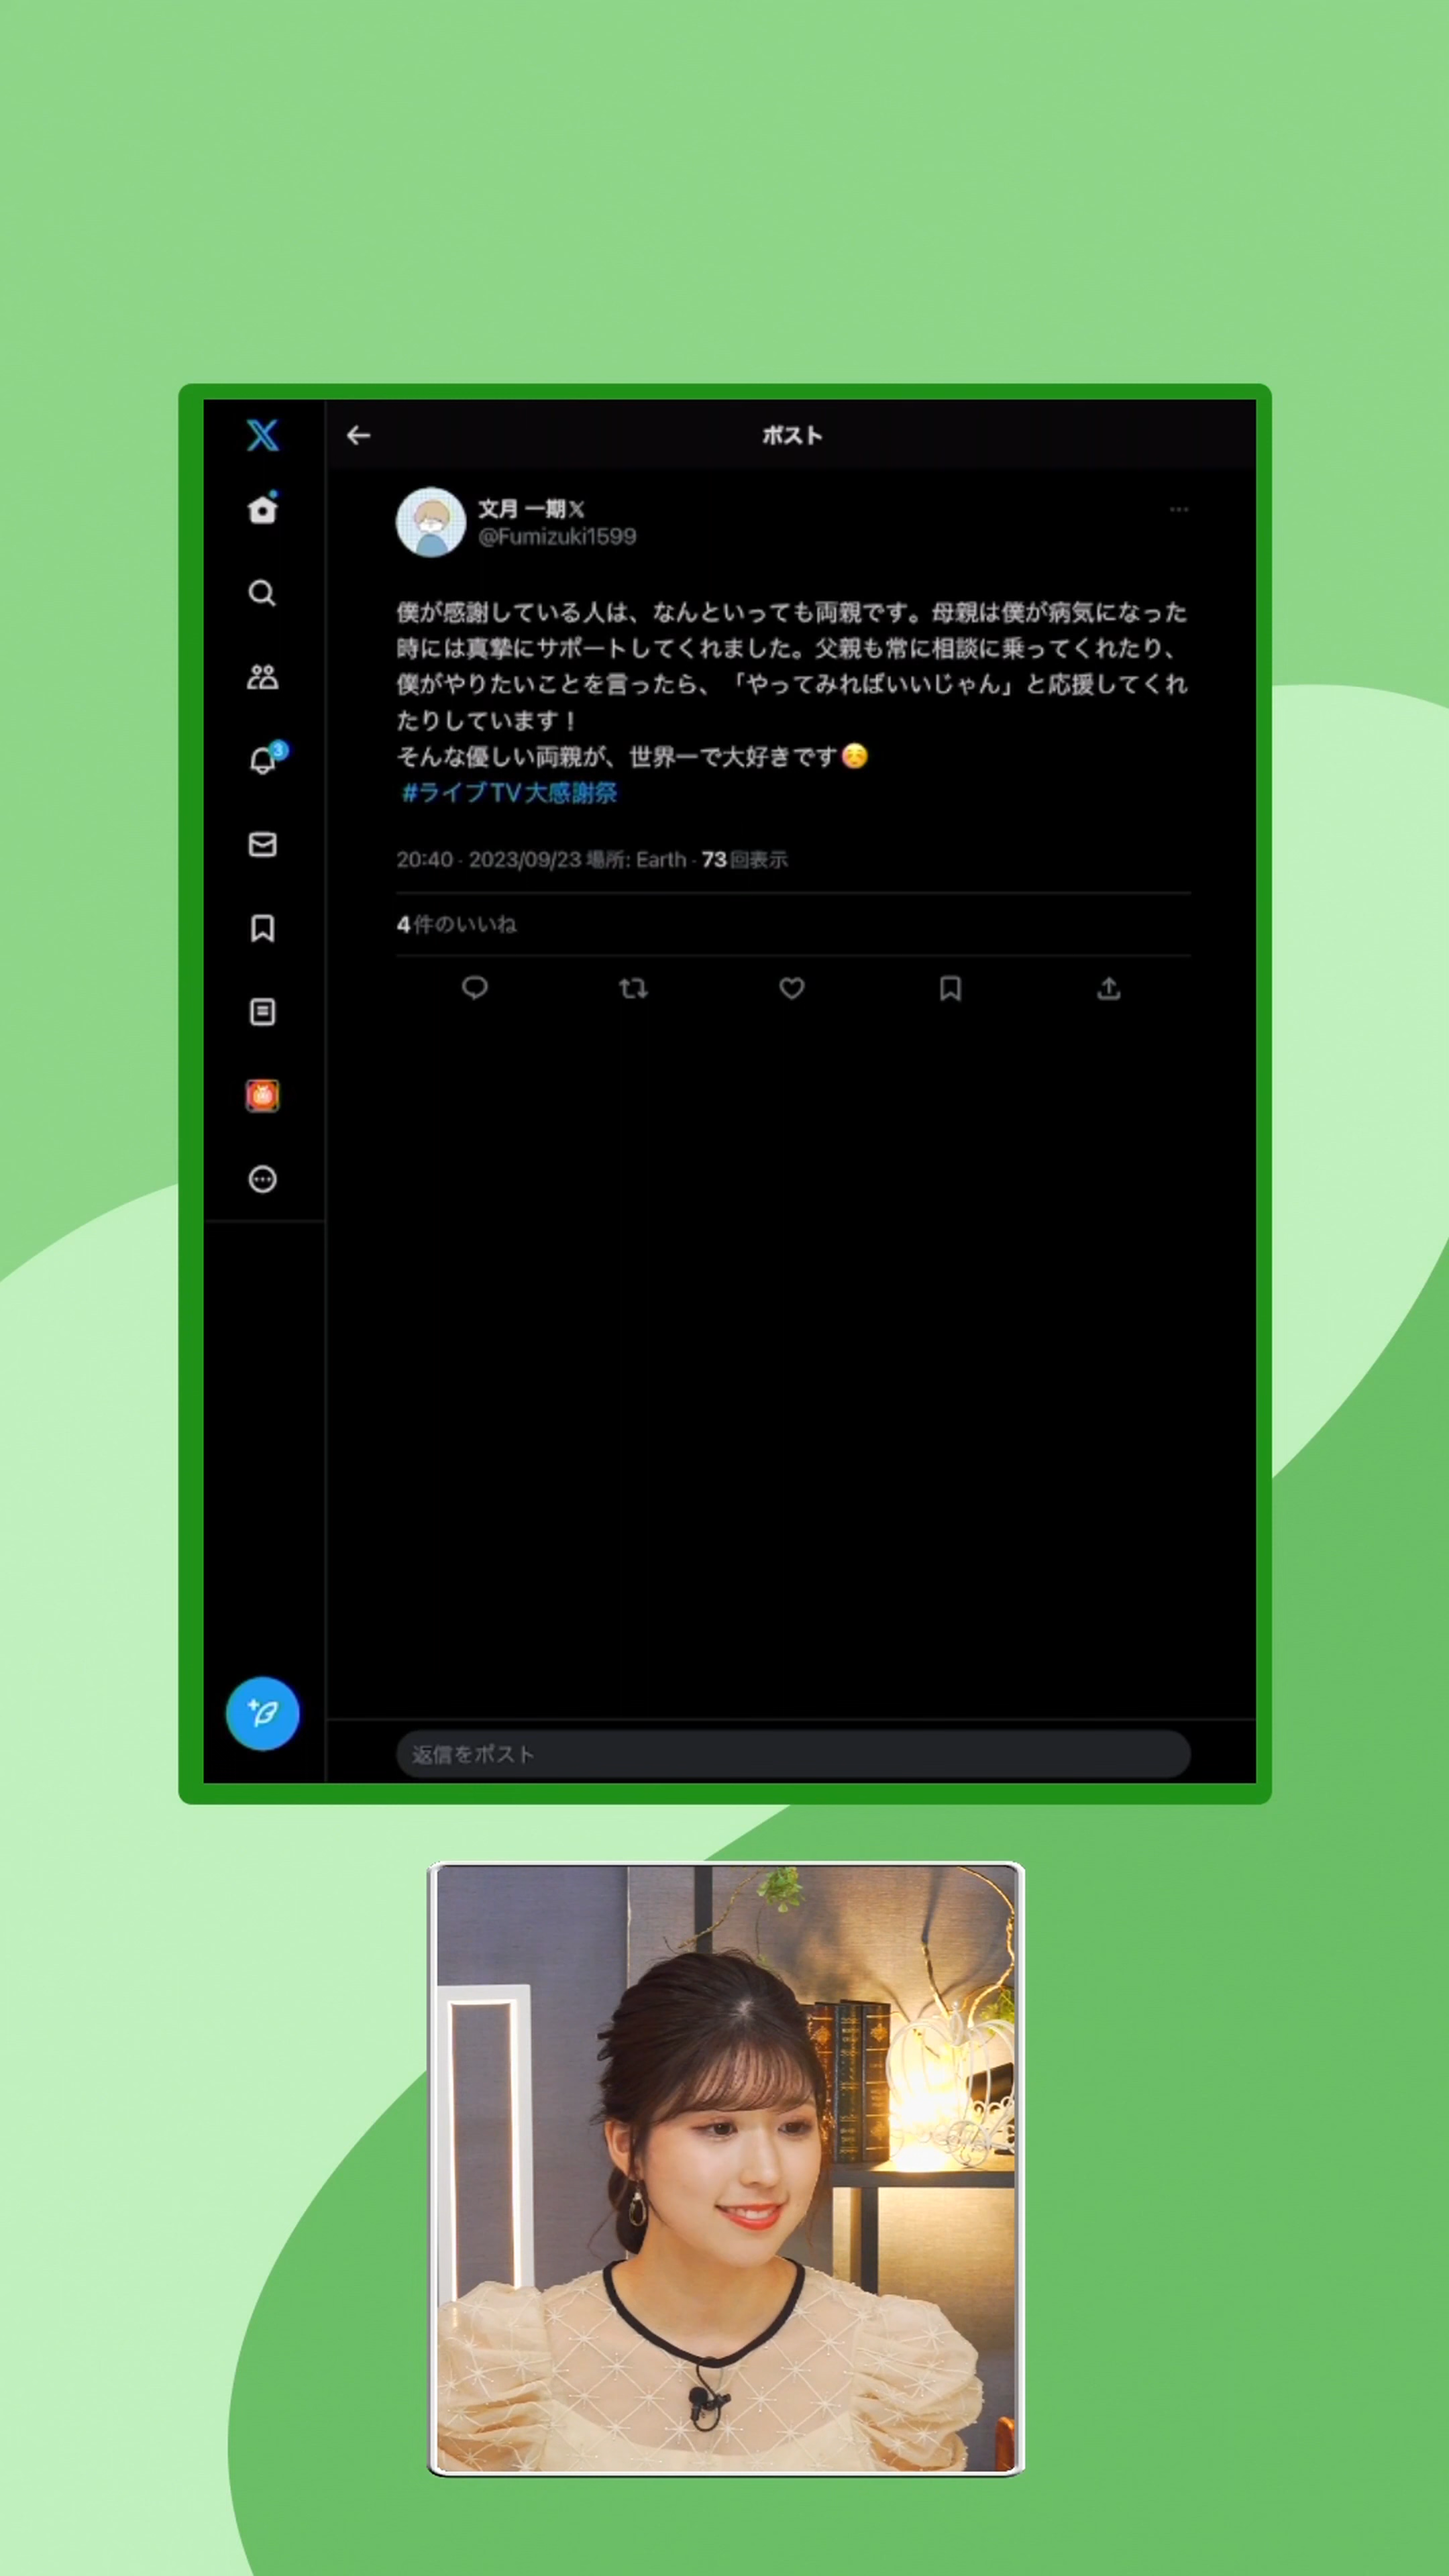 ポスト
文月 一期𝕏
@Fumizuki1599
…
僕が感謝している人は、なんといっても両親です。母親は僕が病気になった
時には真摯にサポートしてくれました。父親も常に相談に乗ってくれたり、
僕がやりたいことを言ったら、「やってみればいいじゃん」と応援してくれ
たりしています！
そんな優しい両親が、世界一で大好きです☺️
#ライブTV大感謝祭
20:40 · 2023/09/23 場所: Earth · 73回表示
4件のいいね
3
返信をポスト